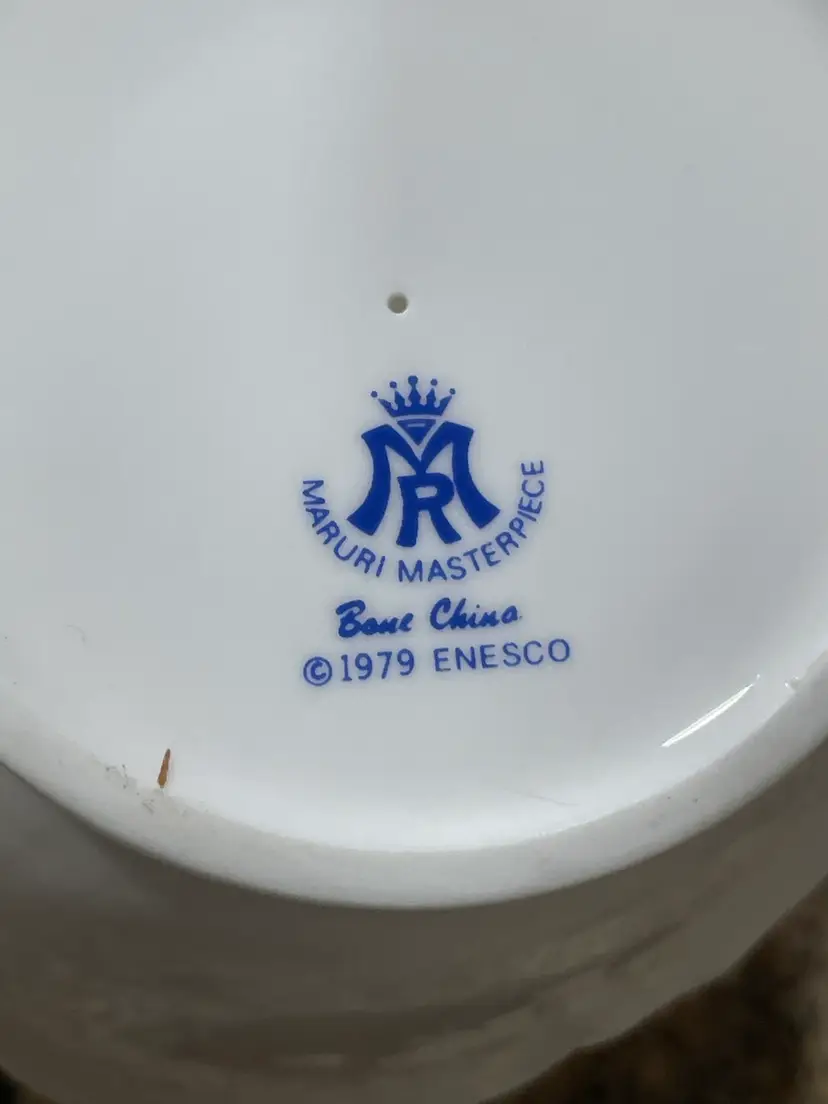 MR
MARURI MASTERPIECE
Bone China
©1979 ENESCO